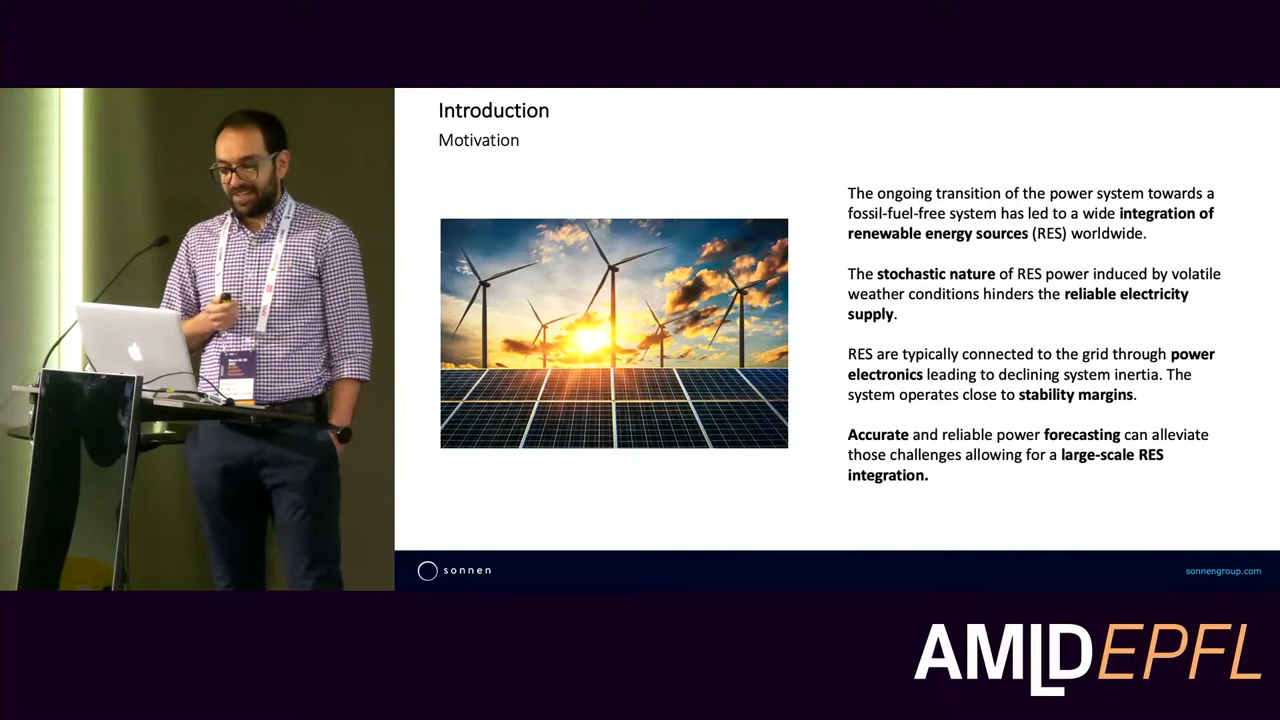 Introduction
Motivation
The ongoing transition of the power system towards a
fossil-fuel-free system has led to a wide integration of
renewable energy sources (RES) worldwide.
The stochastic nature of RES power induced by volatile
weather conditions hinders the reliable electricity
supply.
RES are typically connected to the grid through power
electronics leading to declining system inertia. The
system operates close to stability margins.
Accurate and reliable power forecasting can alleviate
those challenges allowing for a large-scale RES
integration.
sonnen
sonnengroup.com
AMLD EPFL